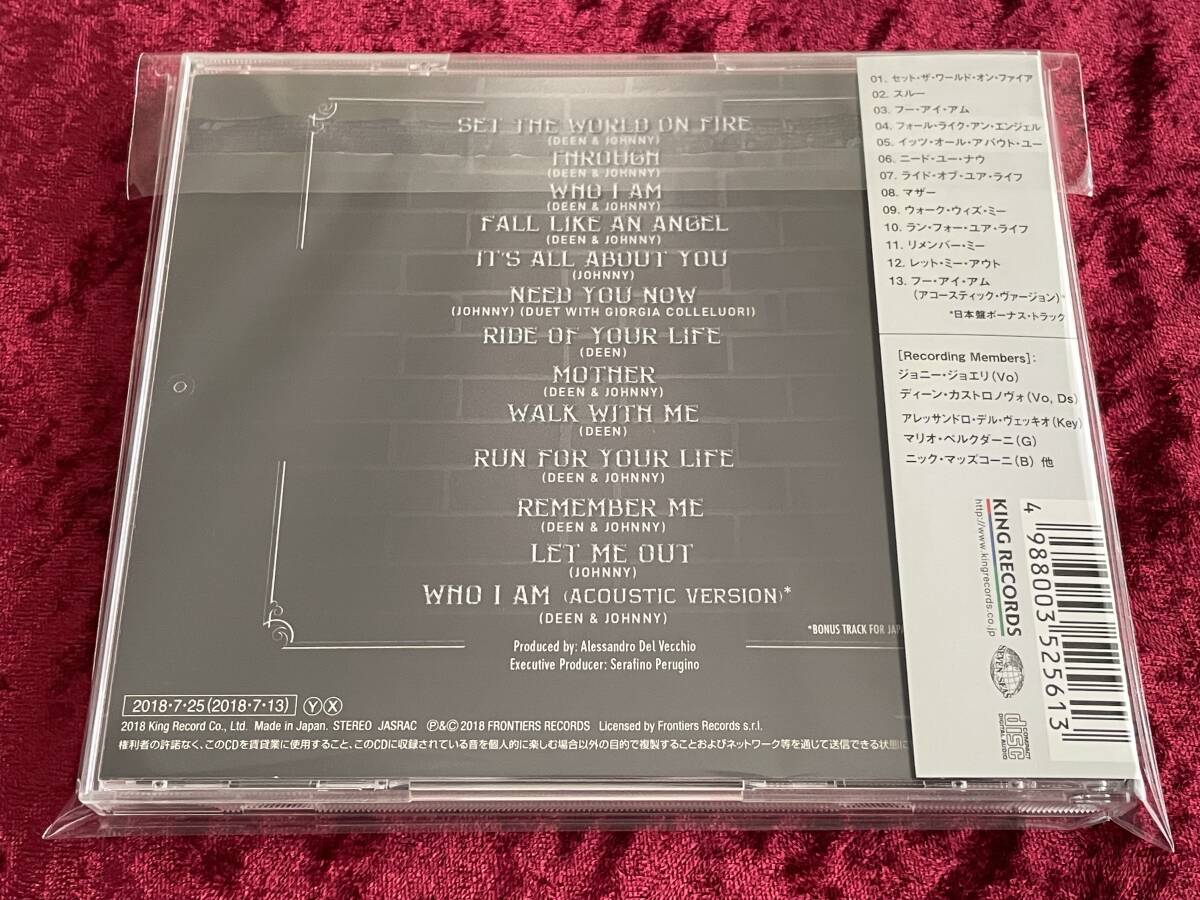 SET THE WORLD ON FIRE
(DEEN & JOHNNY)
THROUGH
(DEEN & JOHNNY)
WHO I AM
(DEEN & JOHNNY)
FALL LIKE AN ANGEL
(DEEN & JOHNNY)
IT'S ALL ABOUT YOU
(JOHNNY)
NEED YOU NOW
(JOHNNY) (DUET WITH GIORGIA COLLELUORI)
RIDE OF YOUR LIFE
(DEEN)
MOTHER
(DEEN & JOHNNY)
WALK WITH ME
(DEEN)
RUN FOR YOUR LIFE
(DEEN & JOHNNY)
REMEMBER ME
(DEEN & JOHNNY)
LET ME OUT
(JOHNNY)
WHO I AM (ACOUSTIC VERSION)*
(DEEN & JOHNNY)
*BONUS TRACK FOR JAPA
Produced by: Alessandro Del Vecchio
Executive Producer: Serafino Perugino
2018・7・25(2018・7・13) Ⓨ Ⓧ
2018 King Record Co., Ltd. Made in Japan. STEREO JASRAC ℗&© 2018 FRONTIERS RECORDS Licensed by Frontiers Records s.r.l.
権利者の許諾なく、このCDを賃貸業に使用すること、このCDに収録されている音を個人的に楽しむ場合以外の目的で複製することおよびネットワーク等を通じて送信できる状態に
01. セット・ザ・ワールド・オン・ファイア
02. スルー
03. フー・アイ・アム
04. フォール・ライク・アン・エンジェル
05. イッツ・オール・アバウト・ユー
06. ニード・ユー・ナウ
07. ライド・オブ・ユア・ライフ
08. マザー
09. ウォーク・ウィズ・ミー
10. ラン・フォー・ユア・ライフ
11. リメンバー・ミー
12. レット・ミー・アウト
13. フー・アイ・アム
(アコースティック・ヴァージョン)*
*日本盤ボーナス・トラック
[Recording Members]:
ジョニー・ジョエリ(Vo)
ディーン・カストロノヴォ(Vo, Ds)
アレッサンドロ・デル・ヴェッキオ(Key)
マリオ・ペルクダーニ(G)
ニック・マッズコーニ(B) 他
KING RECORDS
http://www.kingrecords.co.jp
SEVEN SEAS
COMPACT
disc
DIGITAL AUDIO
4 988003 525613